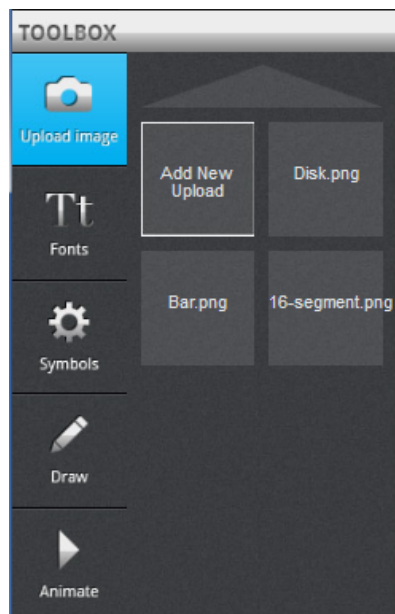 TOOLBOX
Upload image
Add New
Upload
Disk.png
Tt
Fonts
Bar.png
16-segment.png
Symbols
Draw
Animate